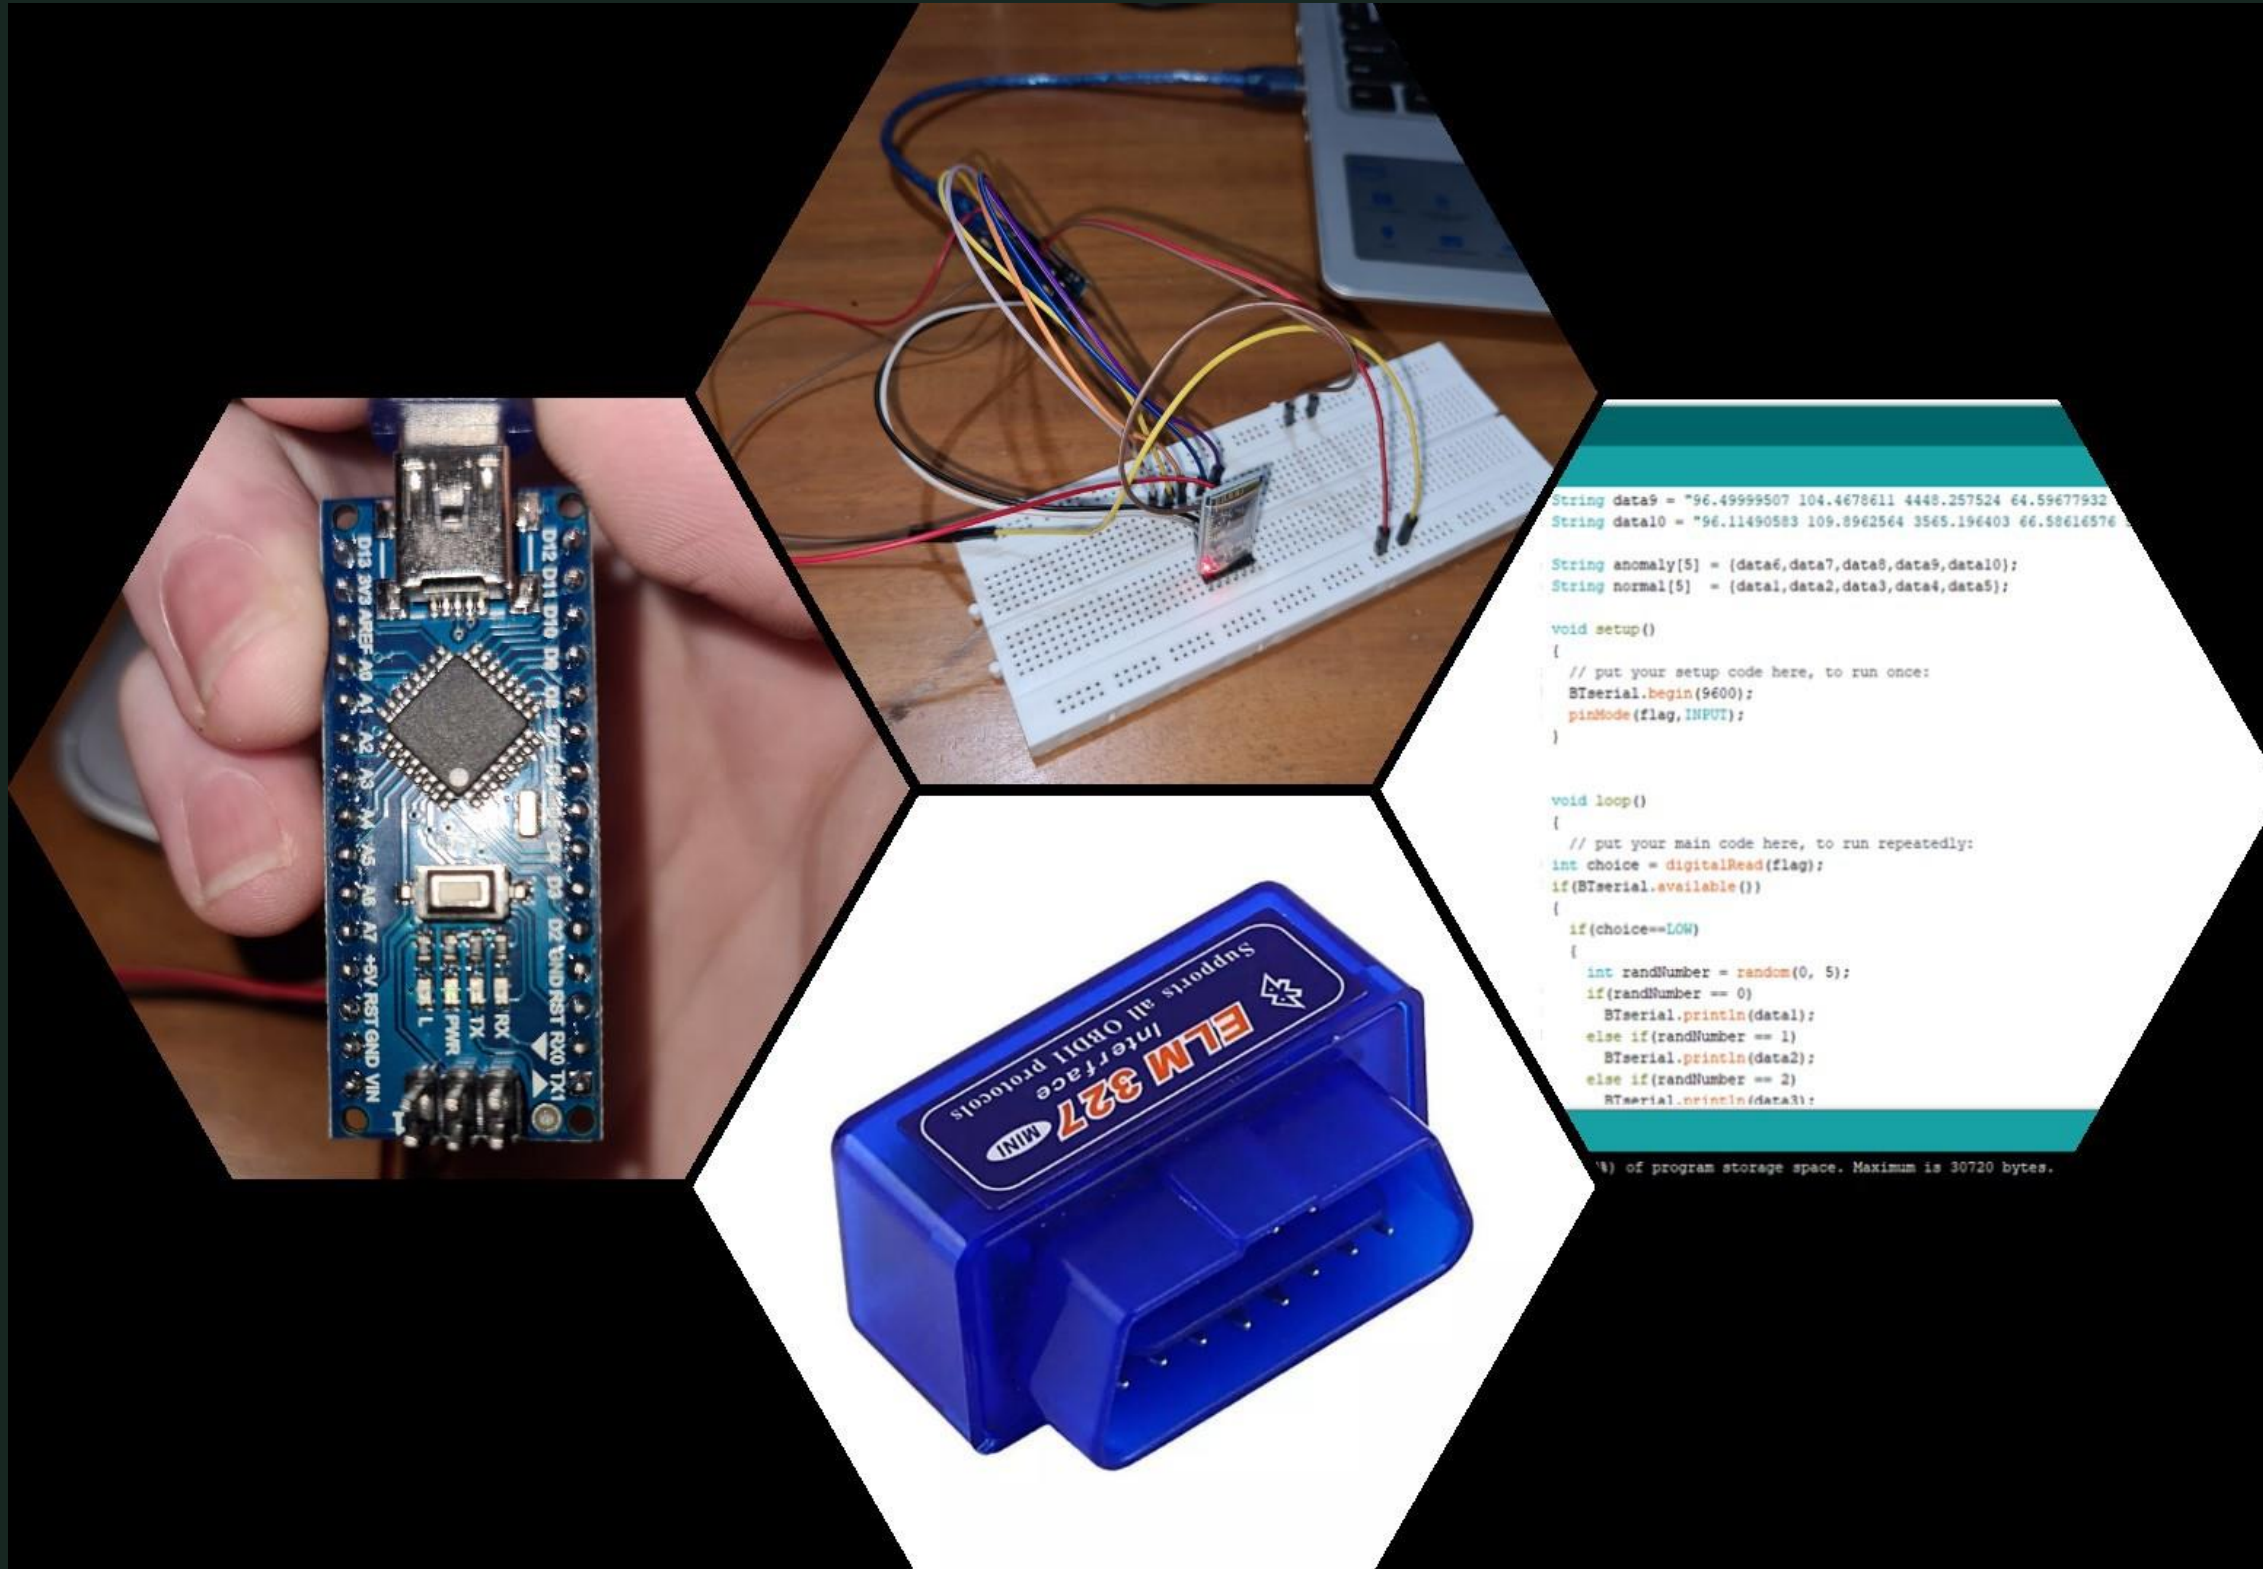 D13 3V3 AREF A0 A1 A2 A3 A4 A5 A6 A7 +5V RST GND VIN
D12 D11 D10 D9 D8 D4 D3 D2 GND RST RX0 TX1
L
PWR
TX
RX
1
String data9 = "96.49999507 104.4678611 4448.257524 64.59677932
String data10 = "96.11490583 109.8962564 3565.196403 66.58616576
String anomaly[5] = {data6,data7,data8,data9,data10};
String normal[5] = {data1,data2,data3,data4,data5};
void setup()
{
// put your setup code here, to run once:
BTserial.begin(9600);
pinMode(flag,INPUT);
}
void loop()
{
// put your main code here, to run repeatedly:
int choice = digitalRead(flag);
if(BTserial.available())
{
if(choice==LOW)
{
int randNumber = random(0, 5);
if(randNumber == 0)
BTserial.println(data1);
else if(randNumber == 1)
BTserial.println(data2);
else if(randNumber == 2)
BTserial.println(data3);
%) of program storage space. Maximum is 30720 bytes.
ELM 327
MINI
Interface
Supports all OBDII protocols